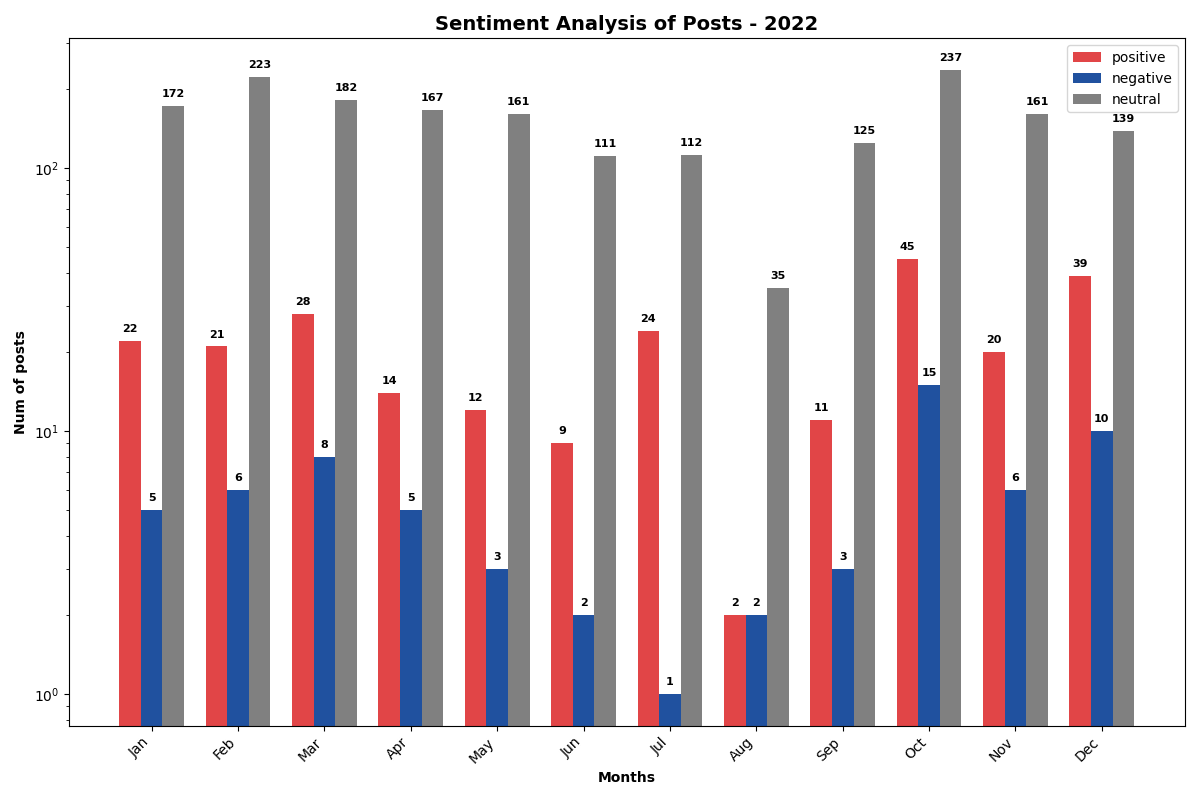 Sentiment Analysis of Posts - 2022
positive
negative
neutral
Num of posts
10²
10¹
10⁰
22 5 172
21 6 223
28 8 182
14 5 167
12 3 161
9 2 111
24 1 112
2 2 35
11 3 125
45 15 237
20 6 161
39 10 139
Jan Feb Mar Apr May Jun Jul Aug Sep Oct Nov Dec
Months